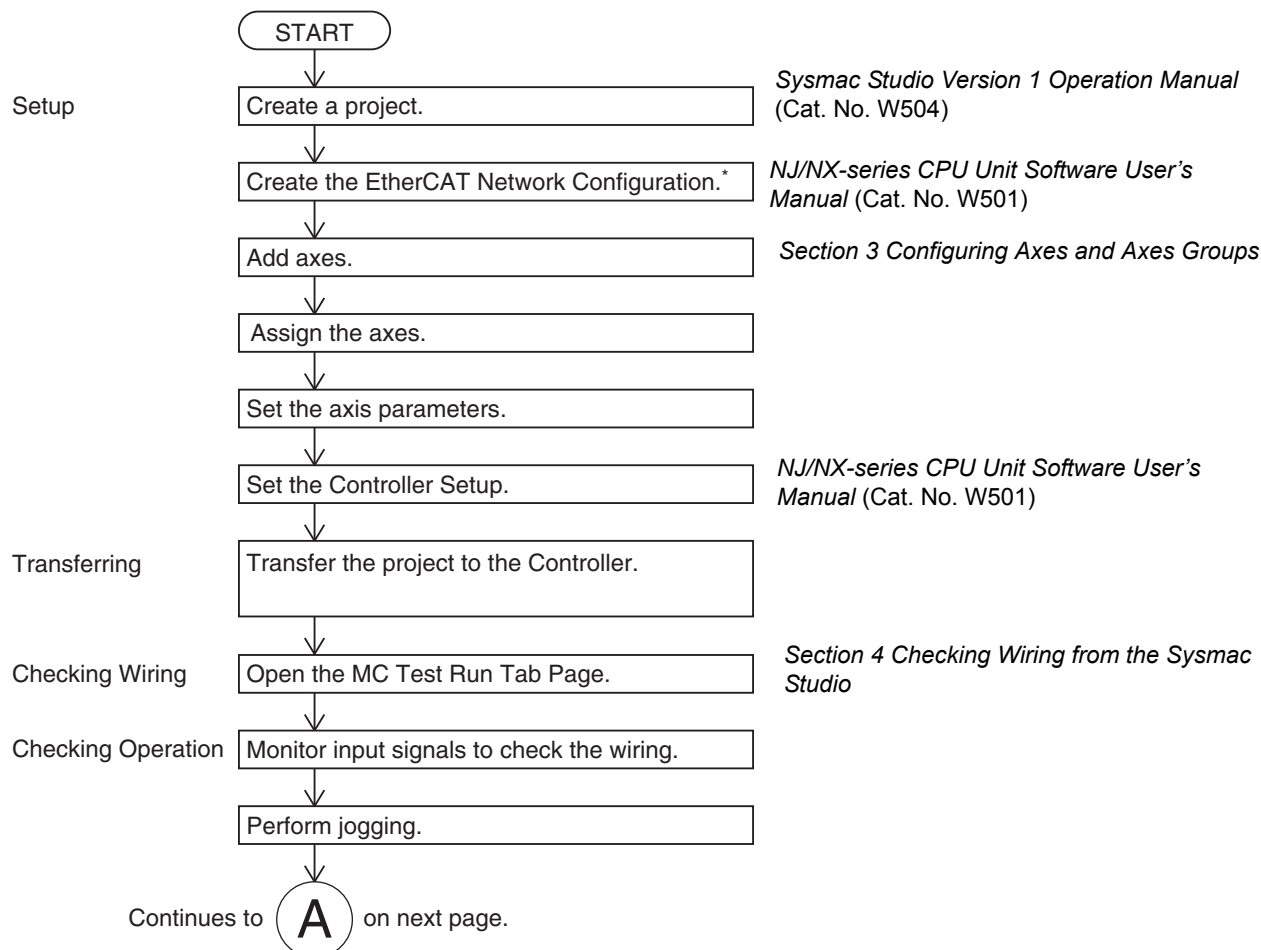 START
Setup
Create a project.
Sysmac Studio Version 1 Operation Manual
(Cat. No. W504)
Create the EtherCAT Network Configuration.*
NJ/NX-series CPU Unit Software User's
Manual (Cat. No. W501)
Add axes.
Section 3 Configuring Axes and Axes Groups
Assign the axes.
Set the axis parameters.
Set the Controller Setup.
NJ/NX-series CPU Unit Software User's
Manual (Cat. No. W501)
Transferring
Transfer the project to the Controller.
Checking Wiring
Open the MC Test Run Tab Page.
Section 4 Checking Wiring from the Sysmac
Studio
Checking Operation
Monitor input signals to check the wiring.
Perform jogging.
Continues to A on next page.